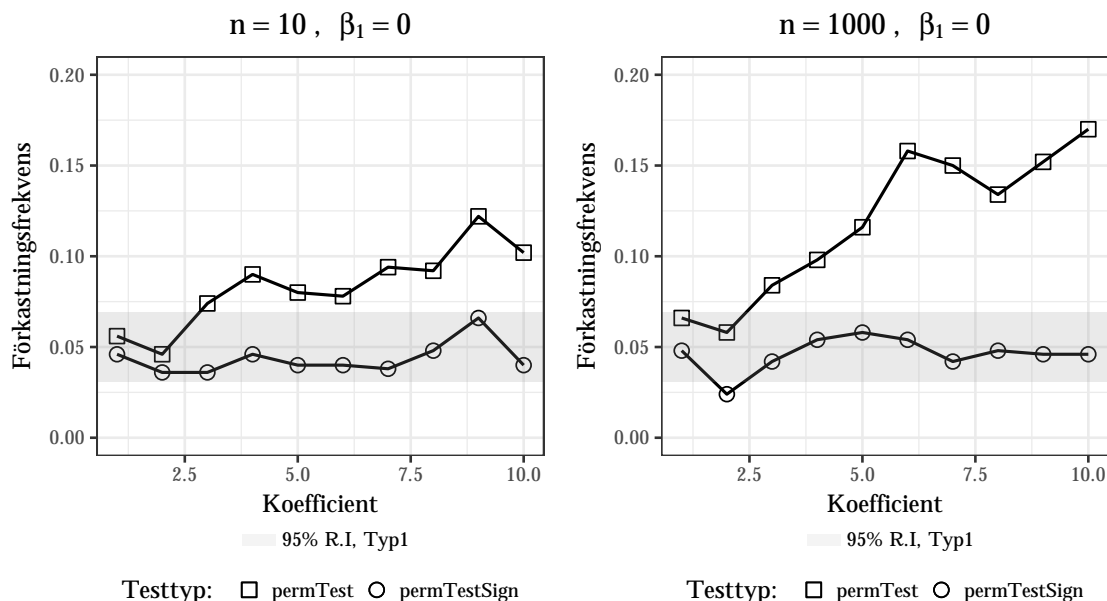 n = 10 , β₁ = 0
Förkastningsfrekvens
0.20
0.15
0.10
0.05
0.00
2.5 5.0 7.5 10.0
Koefficient
95% R.I, Typ1
Testtyp: permTest permTestSign
n = 1000 , β₁ = 0
Förkastningsfrekvens
0.20
0.15
0.10
0.05
0.00
2.5 5.0 7.5 10.0
Koefficient
95% R.I, Typ1
Testtyp: permTest permTestSign